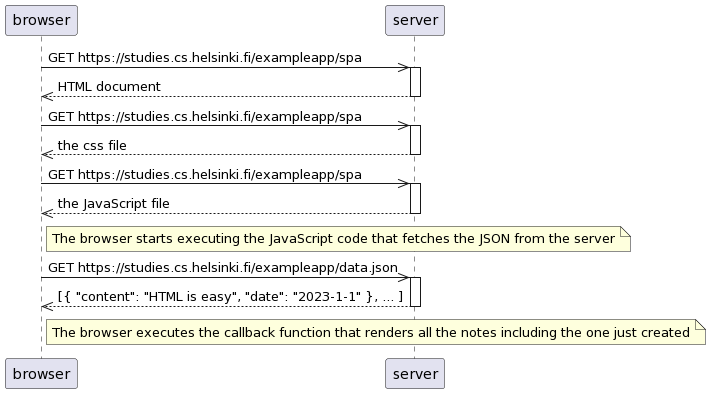 browser server
GET https://studies.cs.helsinki.fi/exampleapp/spa
HTML document
GET https://studies.cs.helsinki.fi/exampleapp/spa
the css file
GET https://studies.cs.helsinki.fi/exampleapp/spa
the JavaScript file
The browser starts executing the JavaScript code that fetches the JSON from the server
GET https://studies.cs.helsinki.fi/exampleapp/data.json
[{ "content": "HTML is easy", "date": "2023-1-1" }, ... ]
The browser executes the callback function that renders all the notes including the one just created
browser server